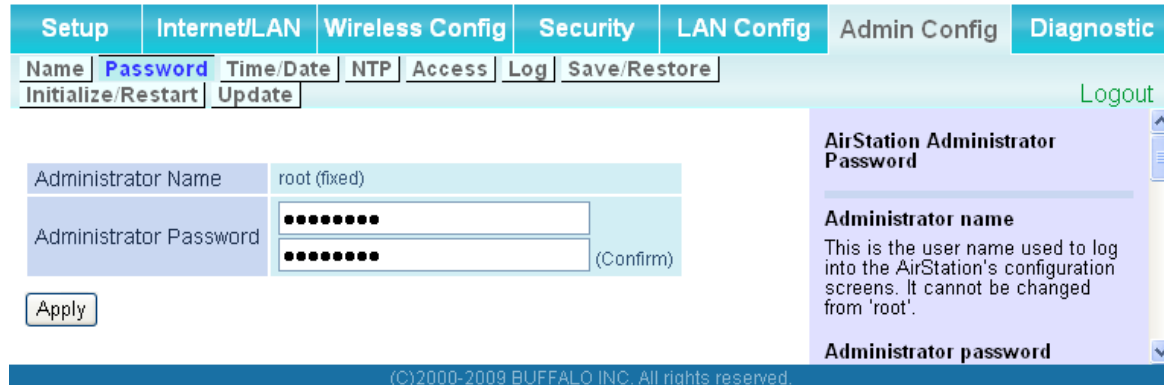 Setup Internet/LAN Wireless Config Security LAN Config Admin Config Diagnostic
Name Password Time/Date NTP Access Log Save/Restore
Initialize/Restart Update
Logout
Administrator Name root (fixed)
Administrator Password
●●●●●●●●
●●●●●●●● (Confirm)
Apply
AirStation Administrator
Password
Administrator name
This is the user name used to log
into the AirStation's configuration
screens. It cannot be changed
from 'root'.
Administrator password
(C)2000-2009 BUFFALO INC. All rights reserved.